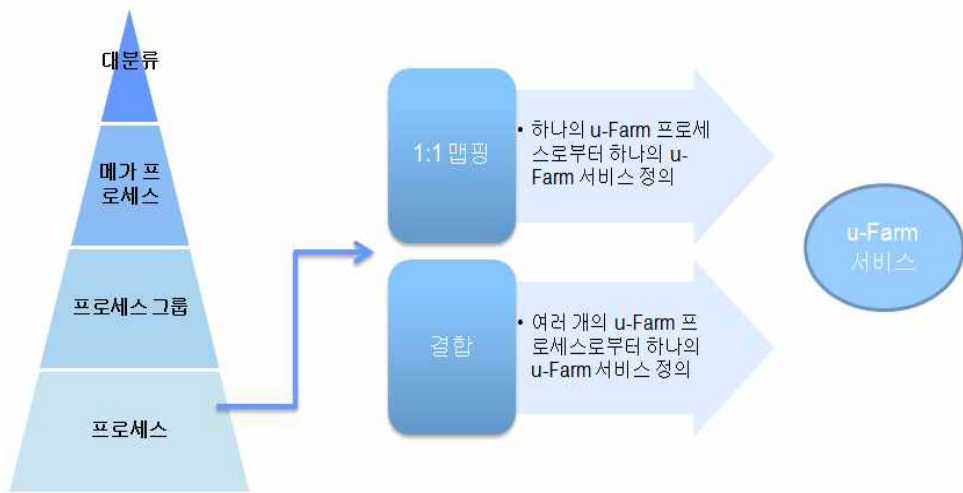 대분류
메가 프
로세스
프로세스 그룹
프로세스
1:1 맵핑
• 하나의 u-Farm 프로세
스로부터 하나의 u-
Farm 서비스 정의
결합
• 여러 개의 u-Farm 프
로세스로부터 하나의
u-Farm 서비스 정의
u-Farm
서비스